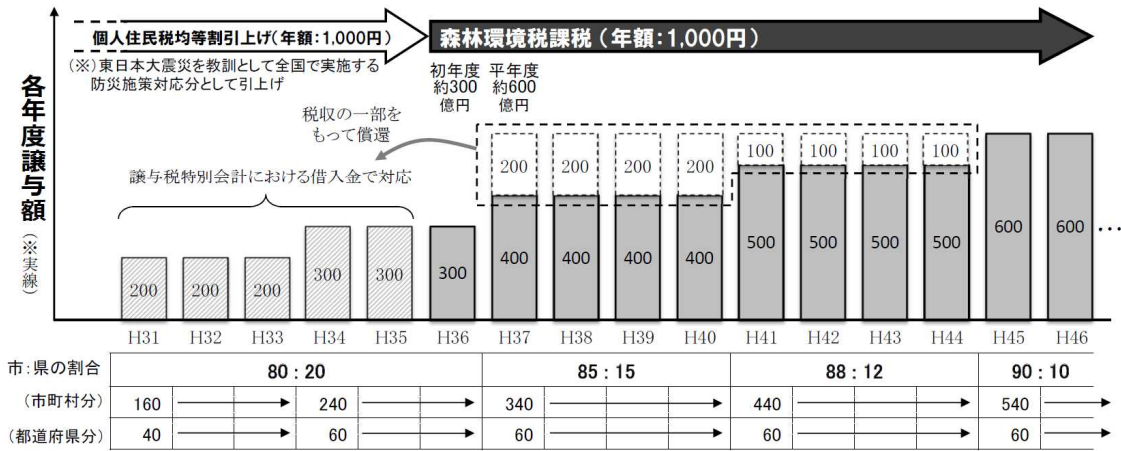 個人住民税均等割引上げ(年額:1,000円)
森林環境税課税(年額:1,000円)
(※)東日本大震災を教訓として全国で実施する
防災施策対応分として引上げ
初年度
約300
億円
平年度
約600
億円
各年度譲与額
(※実線)
税収の一部を
もって償還
譲与税特別会計における借入金で対応
200 200 200 200 100 100 100 100
200 200 200 300 300 300 400 400 400 400 500 500 500 500 600 600 ・・・
H31 H32 H33 H34 H35 H36 H37 H38 H39 H40 H41 H42 H43 H44 H45 H46
市:県の割合 80:20 85:15 88:12 90:10
(市町村分) 160 240 340 440 540
(都道府県分) 40 60 60 60 60